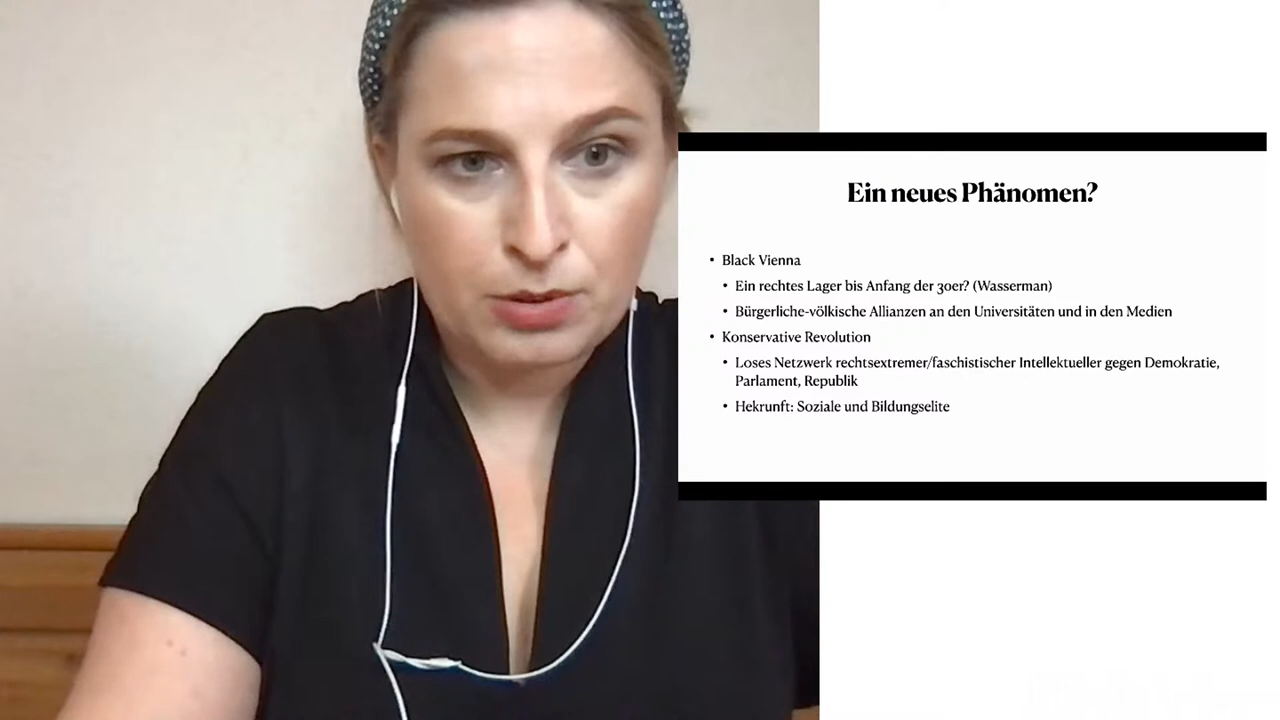 Ein neues Phänomen?
• Black Vienna
• Ein rechtes Lager bis Anfang der 30er? (Wasserman)
• Bürgerliche-völkische Allianzen an den Universitäten und in den Medien
• Konservative Revolution
• Loses Netzwerk rechtsextremer/faschistischer Intellektueller gegen Demokratie,
Parlament, Republik
• Hekrunft: Soziale und Bildungselite